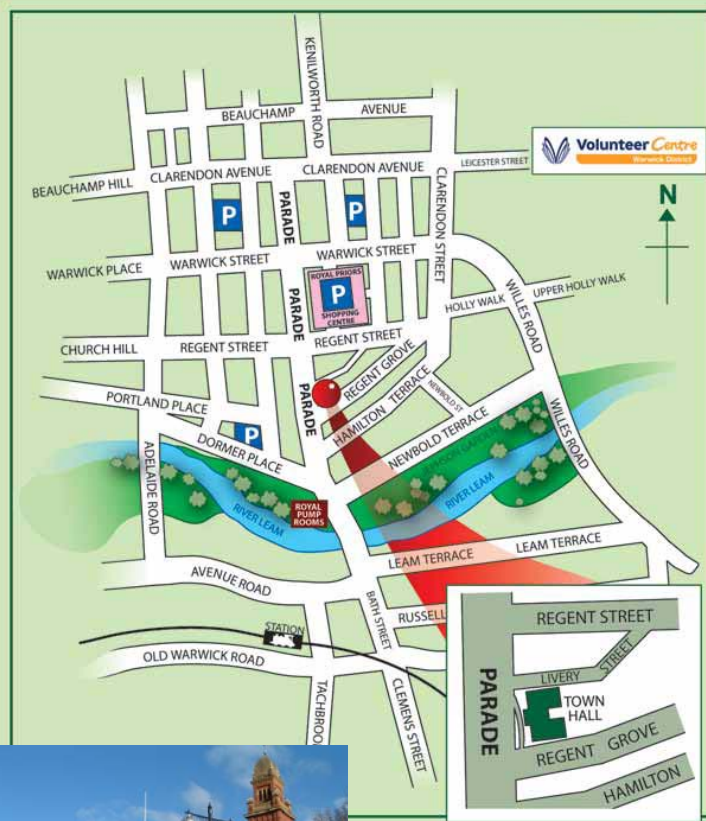 KENILWORTH ROAD
BEAUCHAMP AVENUE
Volunteer Centre
Warwick District
LEICESTER STREET
BEAUCHAMP HILL
CLARENDON AVENUE
CLARENDON AVENUE
N
P
P
PARADE
CLARENDON STREET
WARWICK STREET
WARWICK STREET
WARWICK PLACE
ROYAL PRIORS
P
SHOPPING
CENTRE
PARADE
HOLLY WALK
UPPER HOLLY WALK
WILLES ROAD
CHURCH HILL
REGENT STREET
REGENT STREET
REGENT GROVE
HAMILTON TERRACE
NEWBOLD ST
PARADE
PORTLAND PLACE
P
DORMER PLACE
NEWBOLD TERRACE
WILLES ROAD
ADELAIDE ROAD
JEPHSON GARDENS
RIVER LEAM
RIVER LEAM
ROYAL
PUMP
ROOMS
LEAM TERRACE
LEAM TERRACE
AVENUE ROAD
BATH STREET
RUSSELL
STATION
OLD WARWICK ROAD
TACHBROO
CLEMENS STREET
REGENT STREET
LIVERY STREET
PARADE
TOWN
HALL
REGENT GROVE
HAMILTON